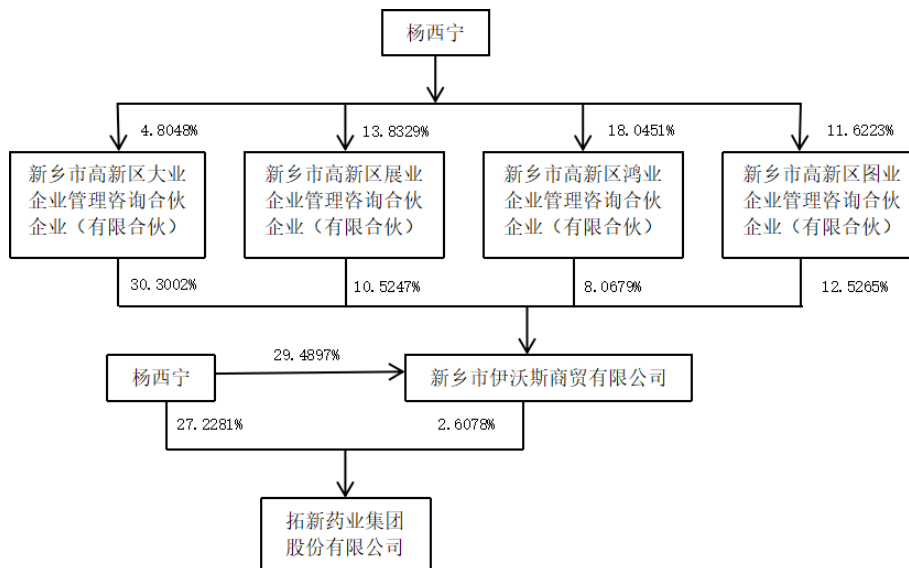 杨西宁
4.8048%
13.8329%
18.0451%
11.6223%
新乡市高新区大业
企业管理咨询合伙
企业（有限合伙）
新乡市高新区展业
企业管理咨询合伙
企业（有限合伙）
新乡市高新区鸿业
企业管理咨询合伙
企业（有限合伙）
新乡市高新区图业
企业管理咨询合伙
企业（有限合伙）
30.3002%
10.5247%
8.0679%
12.5265%
杨西宁
29.4897%
新乡市伊沃斯商贸有限公司
27.2281%
2.6078%
拓新药业集团
股份有限公司